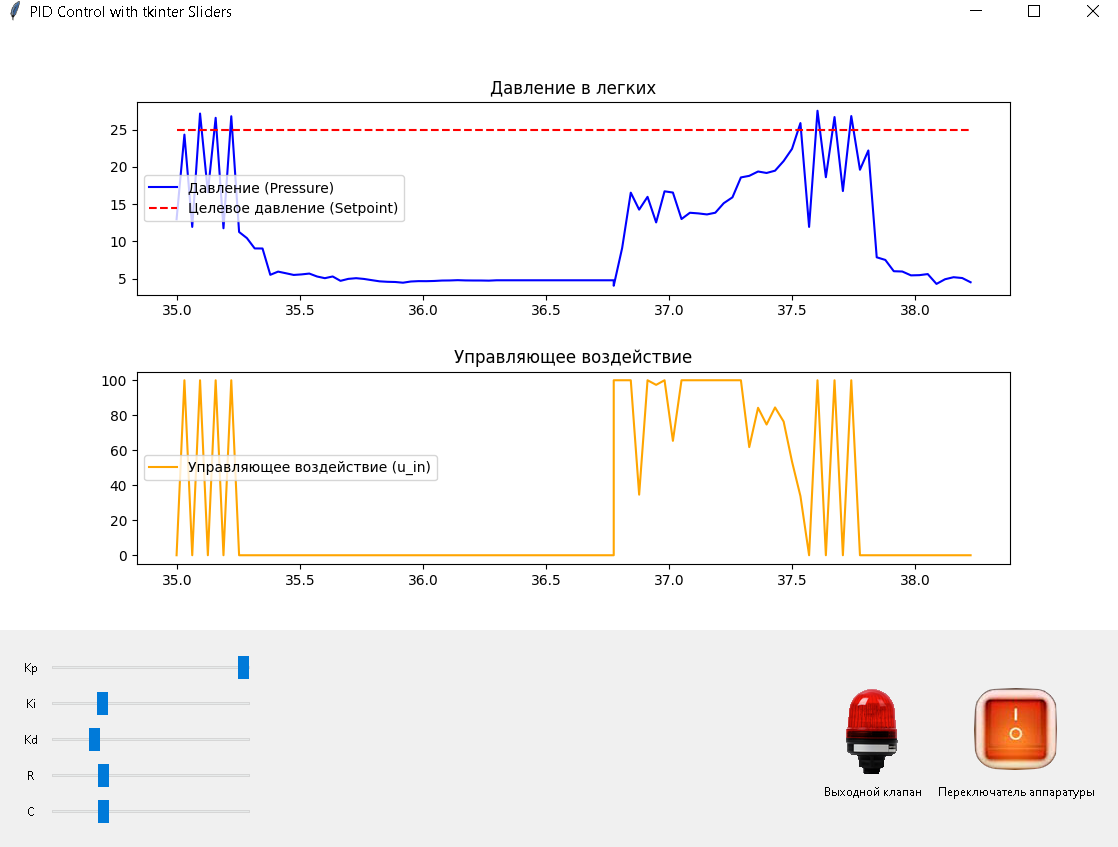 PID Control with tkinter Sliders
Давление в легких
25
20
15
10
5
Давление (Pressure)
Целевое давление (Setpoint)
35.0 35.5 36.0 36.5 37.0 37.5 38.0
Управляющее воздействие
100
80
60
40
20
0
Управляющее воздействие (u_in)
35.0 35.5 36.0 36.5 37.0 37.5 38.0
Kp
Ki
Kd
R
C
I
O
Выходной клапан
Переключатель аппаратуры